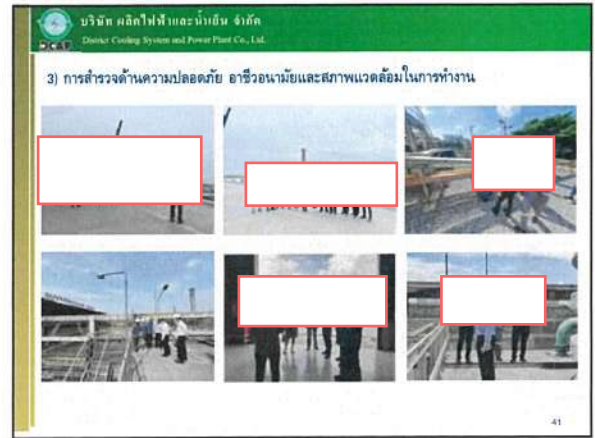 บริษัท ผลิตไฟฟ้าและน้ำเย็น จำกัด
DCAP
District Cooling System and Power Plant Co., Ltd.
3) การสำรวจด้านความปลอดภัย อาชีวอนามัยและสภาพแวดล้อมในการทำงาน
41